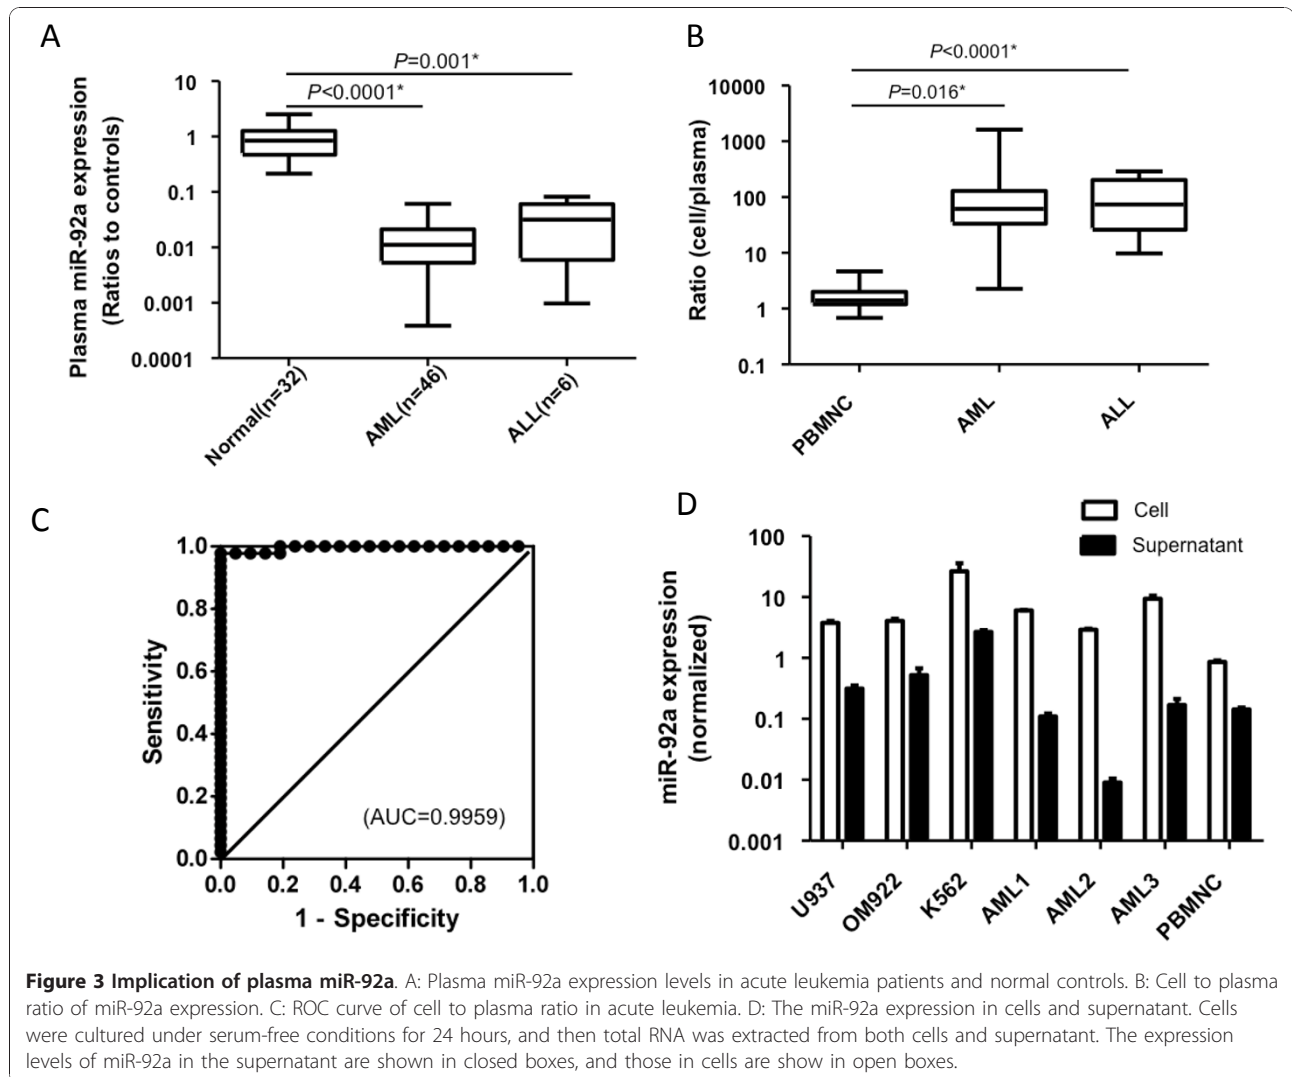 A
P=0.001*
P<0.0001*
Plasma miR-92a expression
(Ratios to controls)
10
1
0.1
0.01
0.001
0.0001
Normal(n=32)
AML(n=46)
ALL(n=6)
B
P<0.0001*
P=0.016*
Ratio (cell/plasma)
10000
1000
100
10
1
0.1
PBMNC
AML
ALL
C
Sensitivity
1.0
0.8
0.6
0.4
0.2
0.0
(AUC=0.9959)
0.0 0.2 0.4 0.6 0.8 1.0
1 - Specificity
D
Cell
Supernatant
miR-92a expression
(normalized)
100
10
1
0.1
0.01
0.001
U937
OM922
K562
AML1
AML2
AML3
PBMNC
Figure 3 Implication of plasma miR-92a. A: Plasma miR-92a expression levels in acute leukemia patients and normal controls. B: Cell to plasma
ratio of miR-92a expression. C: ROC curve of cell to plasma ratio in acute leukemia. D: The miR-92a expression in cells and supernatant. Cells
were cultured under serum-free conditions for 24 hours, and then total RNA was extracted from both cells and supernatant. The expression
levels of miR-92a in the supernatant are shown in closed boxes, and those in cells are show in open boxes.